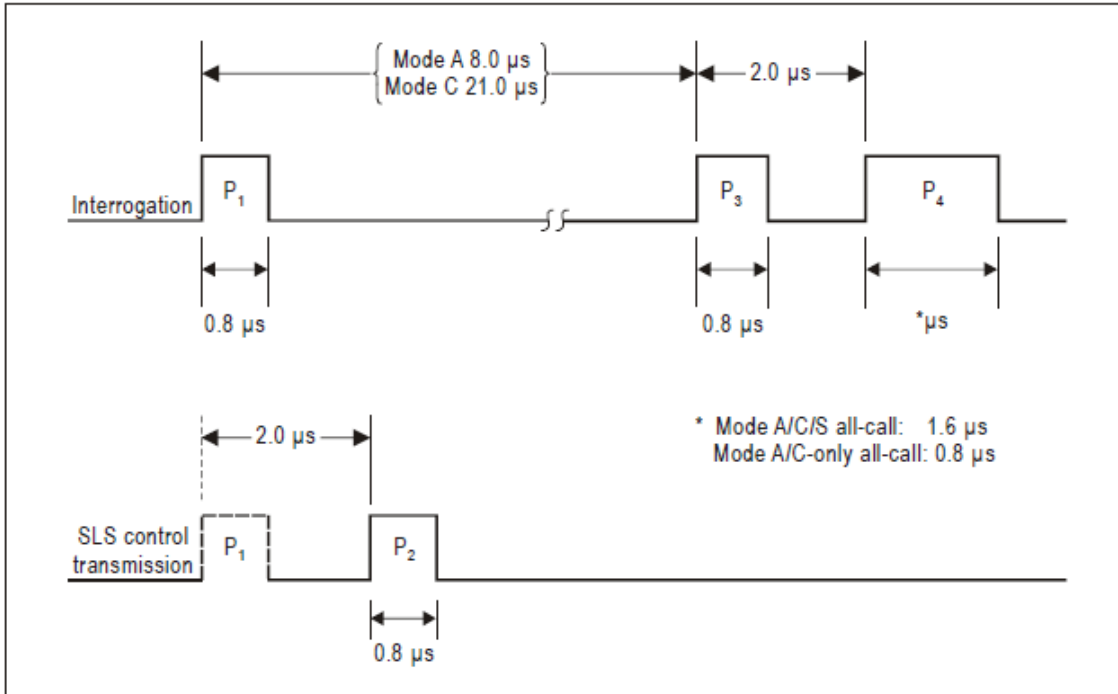 Mode A 8.0 µs
Mode C 21.0 µs
2.0 µs
Interrogation
P1
P3
P4
0.8 µs
0.8 µs
*µs
2.0 µs
* Mode A/C/S all-call: 1.6 µs
Mode A/C-only all-call: 0.8 µs
SLS control
transmission
P1
P2
0.8 µs